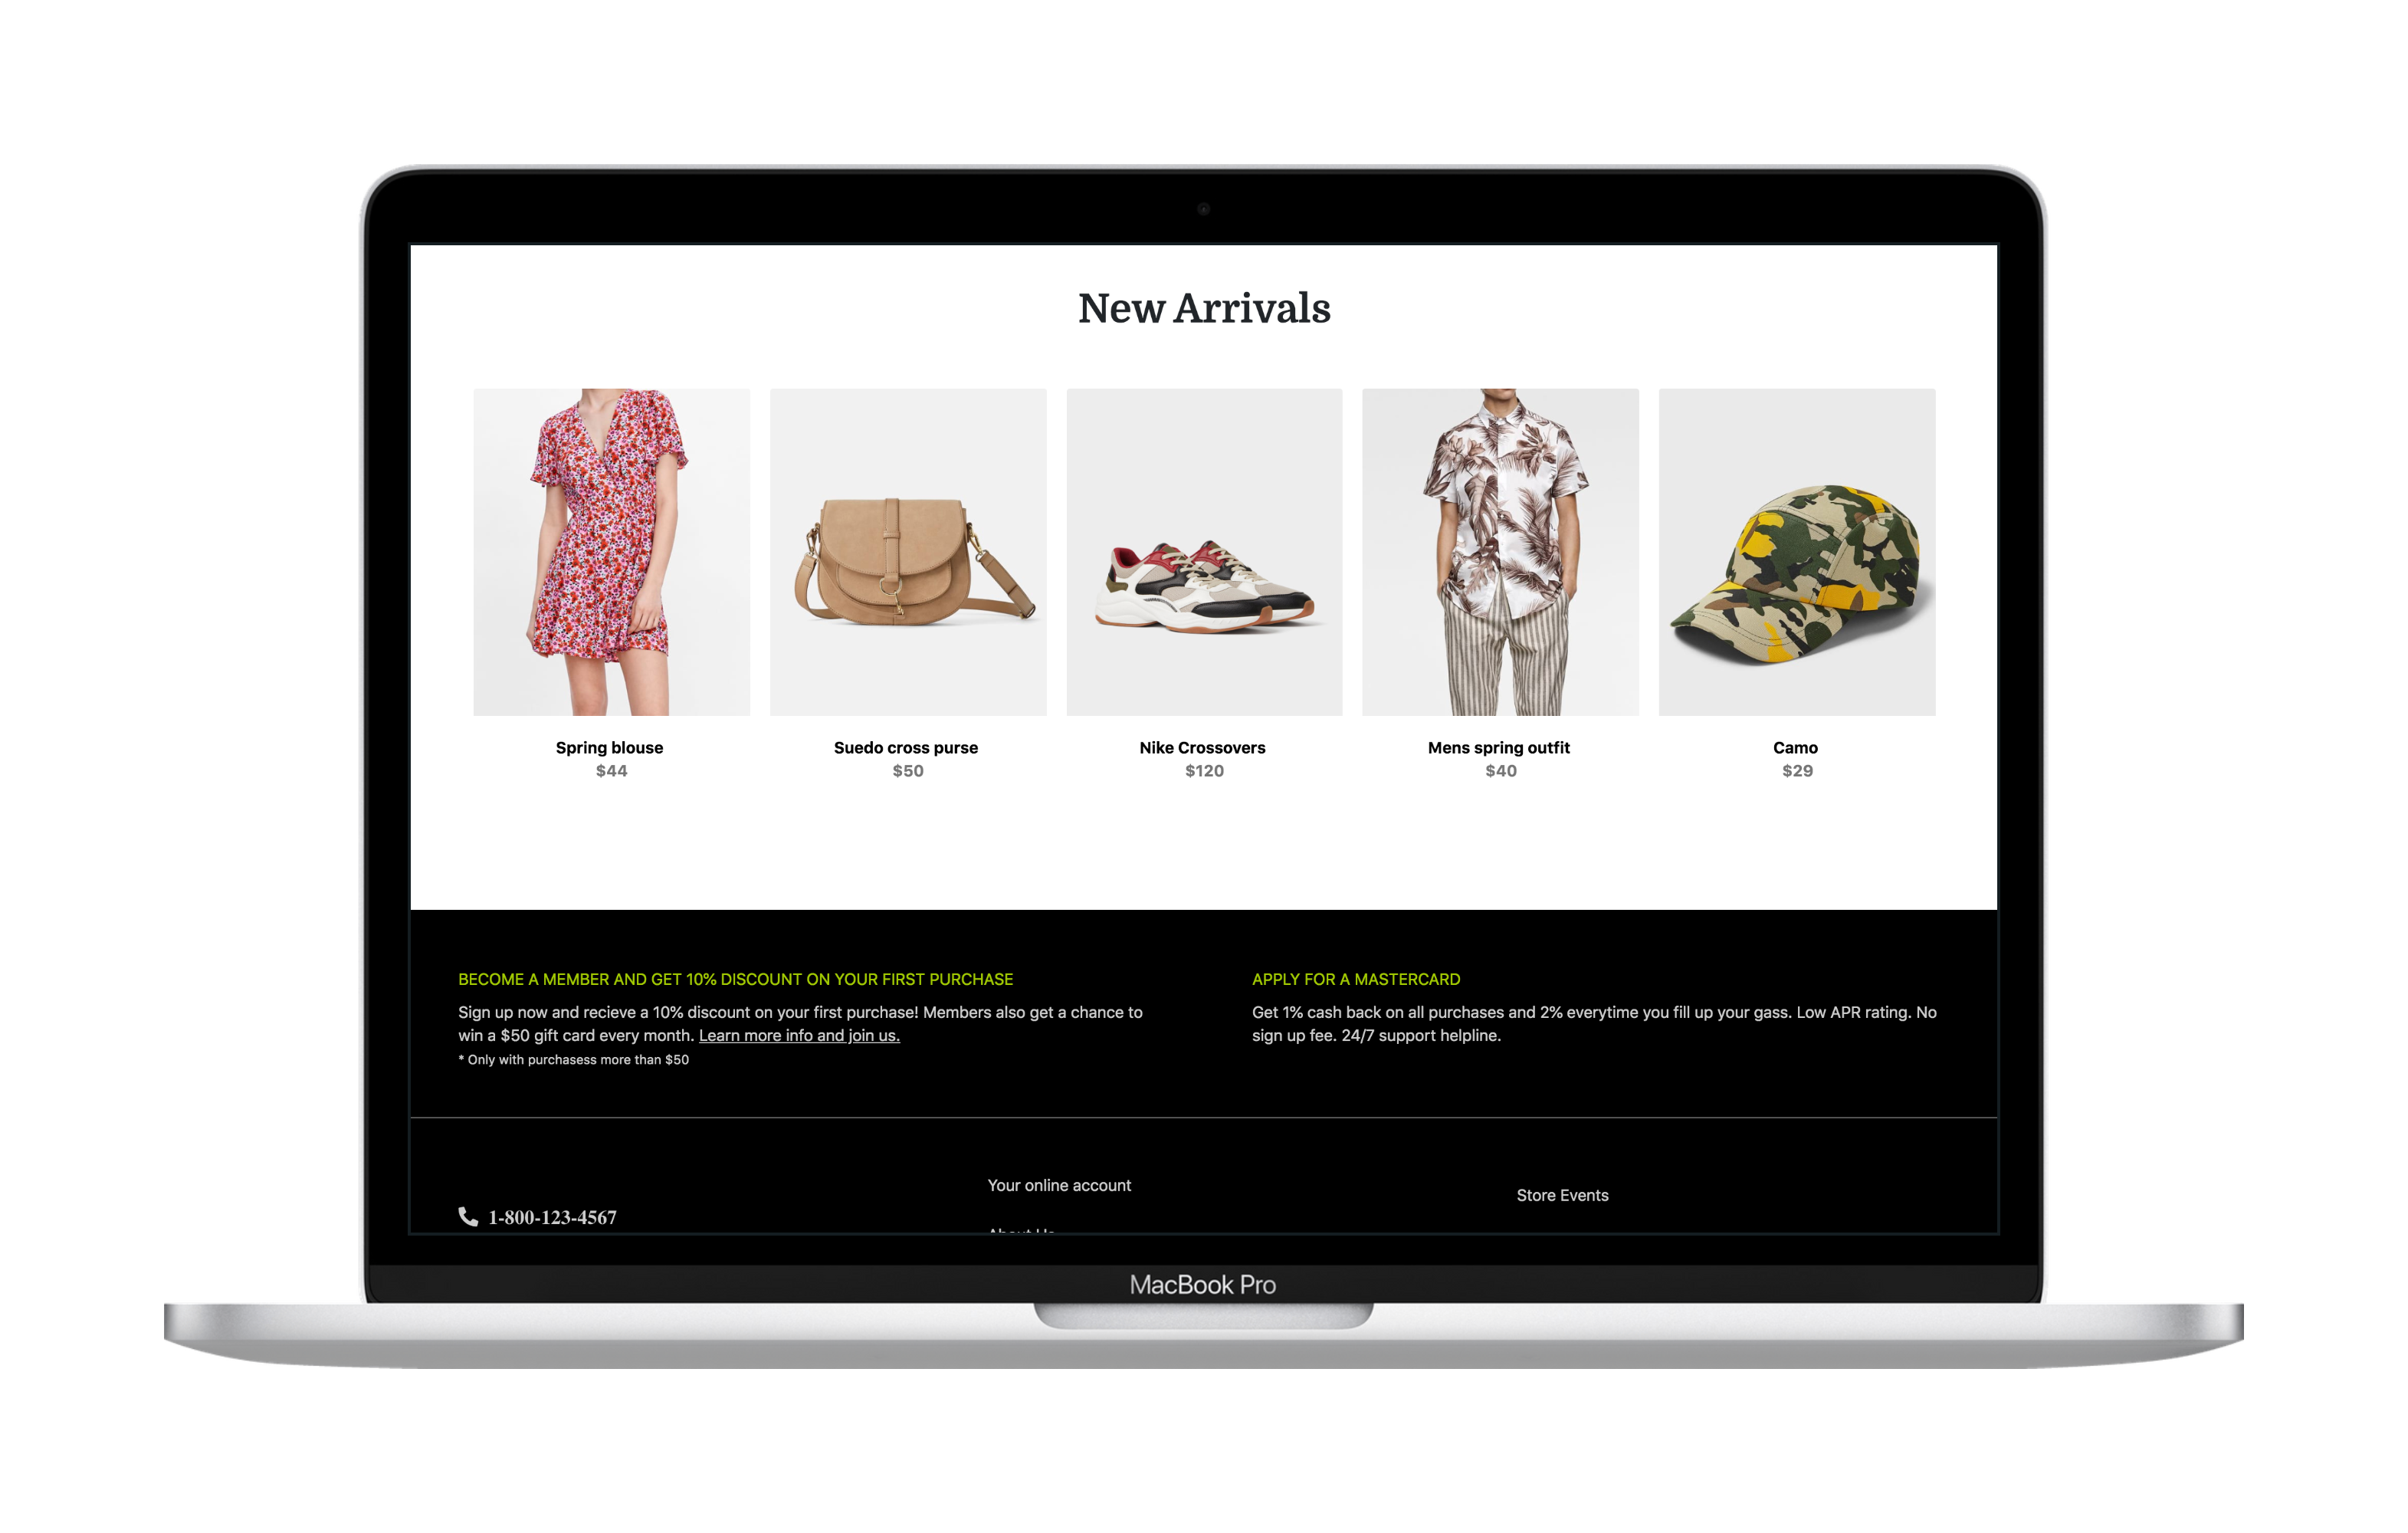 New Arrivals
Spring blouse
$44
Suedo cross purse
$50
Nike Crossovers
$120
Mens spring outfit
$40
Camo
$29
BECOME A MEMBER AND GET 10% DISCOUNT ON YOUR FIRST PURCHASE
Sign up now and recieve a 10% discount on your first purchase! Members also get a chance to
win a $50 gift card every month. Learn more info and join us.
* Only with purchasess more than $50
APPLY FOR A MASTERCARD
Get 1% cash back on all purchases and 2% everytime you fill up your gass. Low APR rating. No
sign up fee. 24/7 support helpline.
1-800-123-4567
Your online account
About Us
Store Events
MacBook Pro